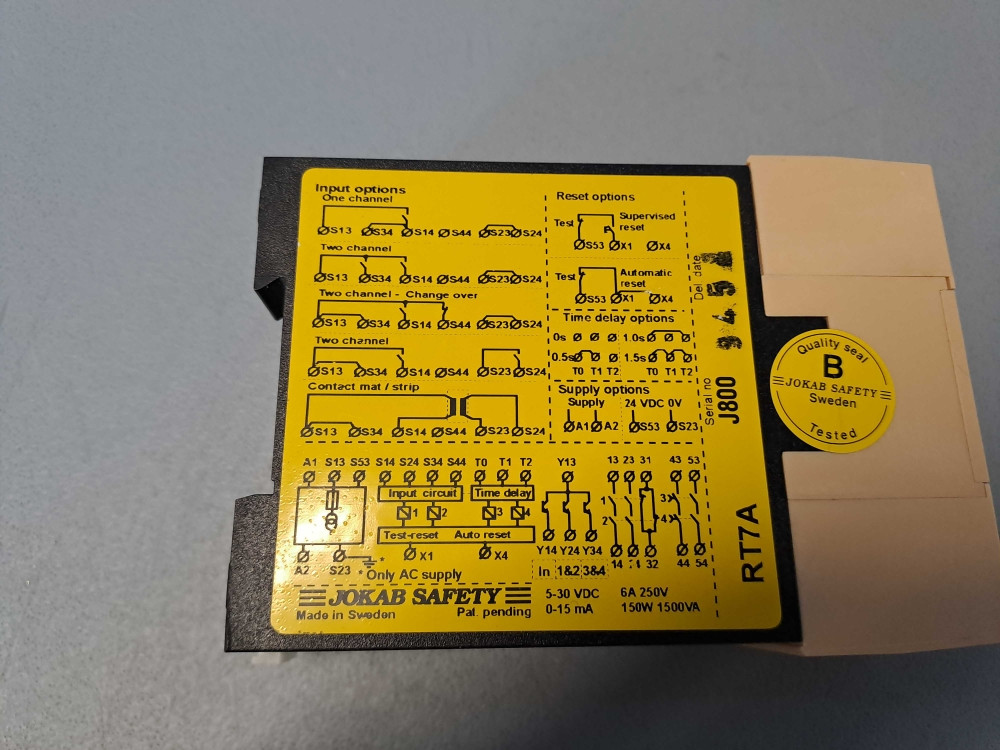 Input options
One channel
S13 S34 S14 S44 S23 S24
Two channel
S13 S34 S14 S44 S23 S24
Two channel - Change over
S13 S34 S14 S44 S23 S24
Two channel
S13 S34 S14 S44 S23 S24
Contact mat / strip
S13 S34 S14 S44 S23 S24
Reset options
Test Supervised
reset
S53 X1 X4
Test Automatic
reset
S53 X1 X4
Time delay options
0s 1.0s
0.5s 1.5s
T0 T1 T2 T0 T1 T2
Supply options
Supply 24 VDC 0V
A1 A2 S53 S23
Del. date
Serial no
J800
RT7A
A1 S13 S53 S14 S24 S34 S44 T0 T1 T2 Y13 13 23 31 43 53
Input circuit Time delay
1 2 3 4
1 2
3 4
Test-reset Auto reset
X1 X4
A2 S23
* Only AC supply
Y14 Y24 Y34 14 32 44 54
In 1&2 3&4
JOKAB SAFETY
Made in Sweden Pat. pending
5-30 VDC 6A 250V
0-15 mA 150W 1500VA
Quality seal
B
JOKAB SAFETY
Sweden
Tested